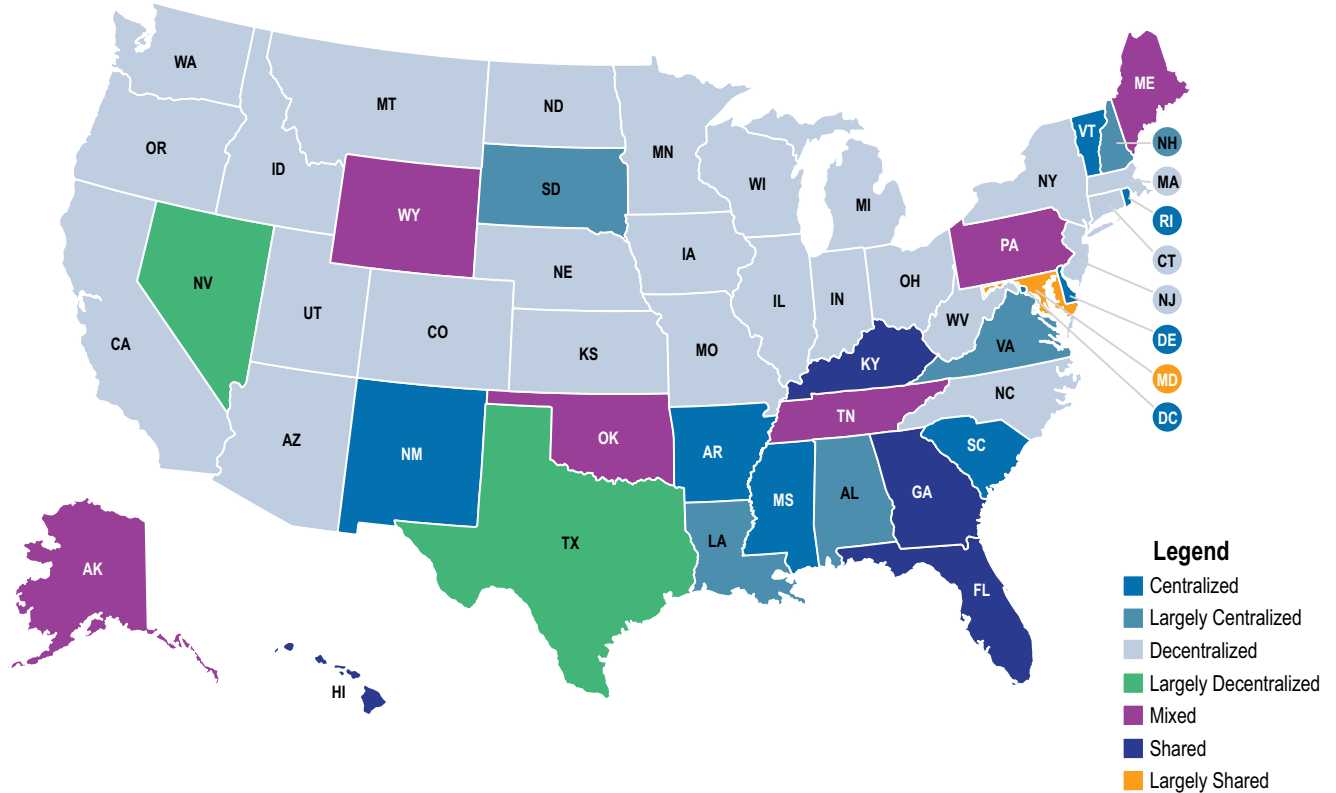 WA
MT
ND
MN
OR
ID
SD
WI
MI
NY
VT
ME
NH
MA
RI
CT
NJ
DE
MD
DC
WY
PA
NV
UT
CO
NE
IA
IL
IN
OH
WV
VA
CA
KS
MO
KY
NC
TN
AZ
NM
OK
AR
SC
MS
AL
GA
LA
TX
FL
AK
HI
Legend
Centralized
Largely Centralized
Decentralized
Largely Decentralized
Mixed
Shared
Largely Shared